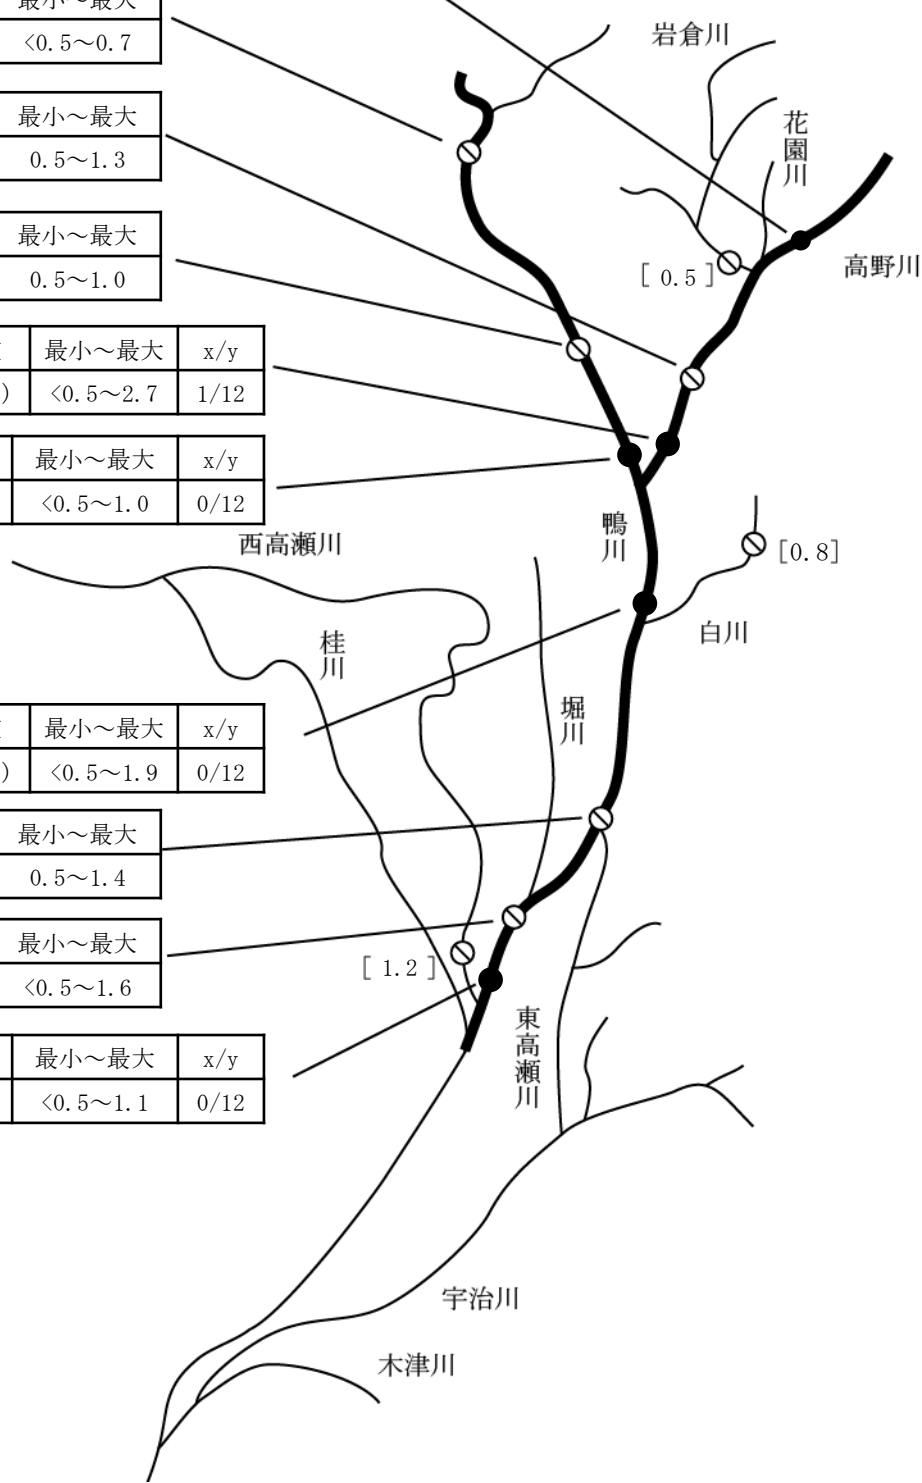 最小～最大
<0.5～0.7
最小～最大
0.5～1.3
最小～最大
0.5～1.0
最小～最大 x/y
) <0.5～2.7 1/12
最小～最大 x/y
<0.5～1.0 0/12
最小～最大 x/y
) <0.5～1.9 0/12
最小～最大
0.5～1.4
最小～最大
<0.5～1.6
最小～最大 x/y
<0.5～1.1 0/12
岩倉川
花園川
高野川
[ 0.5 ]
鴨川
[0.8]
白川
西高瀬川
桂川
堀川
[ 1.2 ]
東高瀬川
宇治川
木津川